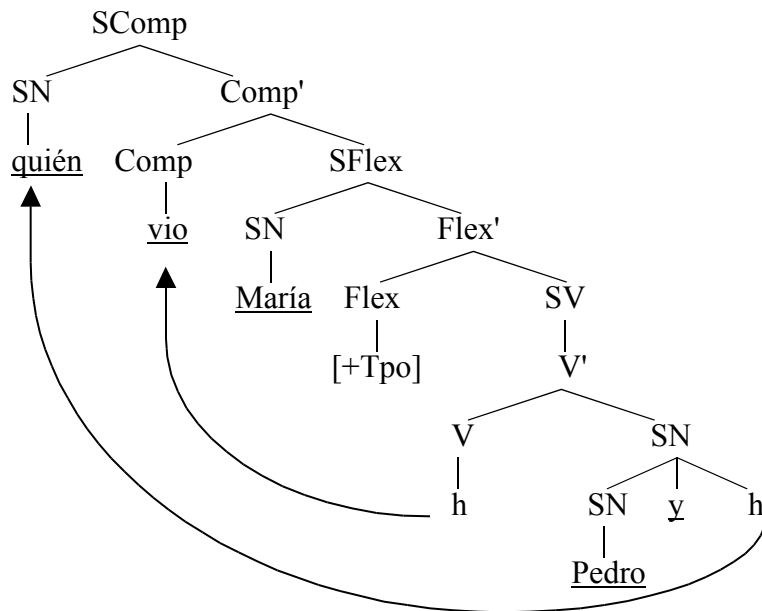 SComp
SN Comp'
quién Comp SFlex
vio SN Flex'
María Flex SV
[+Tpo] V'
V SN
h SN y h
Pedro